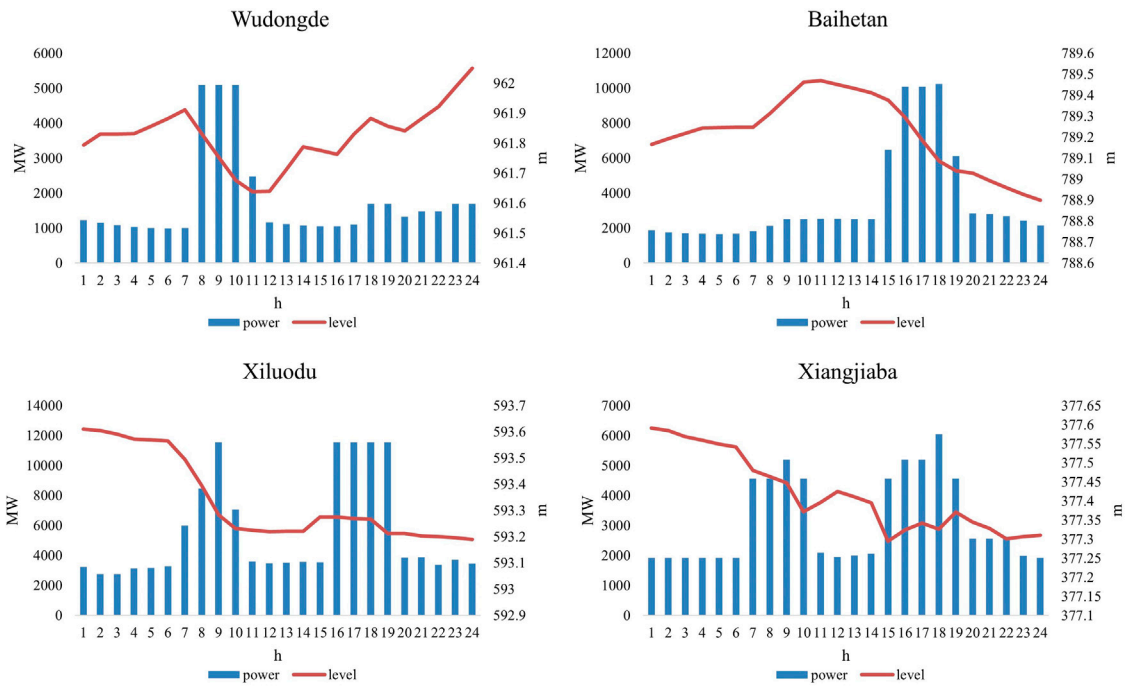 Wudongde
6000
5000
4000
3000
2000
1000
0
MW
962
961.9
961.8
961.7
961.6
961.5
961.4
m
1 2 3 4 5 6 7 8 9 10 11 12 13 14 15 16 17 18 19 20 21 22 23 24
h
power level
Baihetan
12000
10000
8000
6000
4000
2000
0
MW
789.6
789.5
789.4
789.3
789.2
789.1
789
788.9
788.8
788.7
788.6
m
1 2 3 4 5 6 7 8 9 10 11 12 13 14 15 16 17 18 19 20 21 22 23 24
h
power level
Xiluodu
14000
12000
10000
8000
6000
4000
2000
0
MW
593.7
593.6
593.5
593.4
593.3
593.2
593.1
593
592.9
m
1 2 3 4 5 6 7 8 9 10 11 12 13 14 15 16 17 18 19 20 21 22 23 24
h
power level
Xiangjiaba
7000
6000
5000
4000
3000
2000
1000
0
MW
377.65
377.6
377.55
377.5
377.45
377.4
377.35
377.3
377.25
377.2
377.15
377.1
m
1 2 3 4 5 6 7 8 9 10 11 12 13 14 15 16 17 18 19 20 21 22 23 24
h
power level